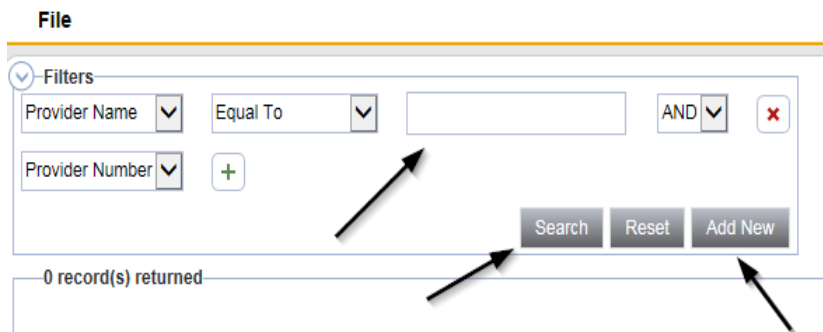 File
Filters
Provider Name Equal To AND
Provider Number
Search Reset Add New
0 record(s) returned